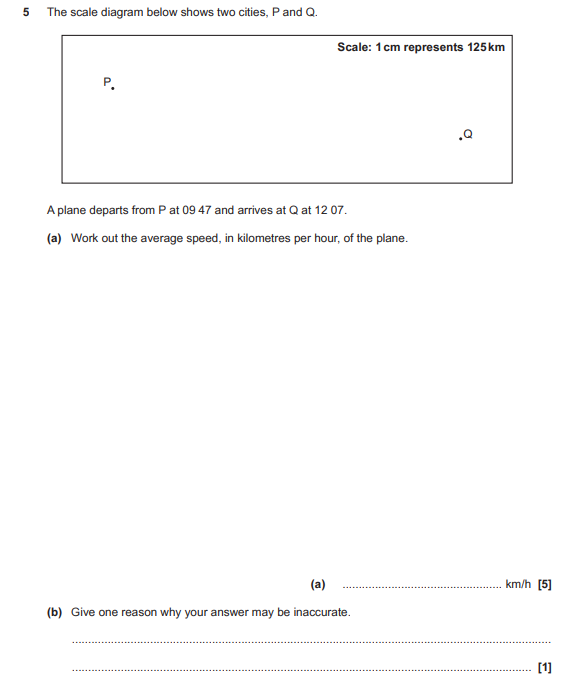 5 The scale diagram below shows two cities, P and Q.
Scale: 1 cm represents 125 km
P
Q
A plane departs from P at 09 47 and arrives at Q at 12 07.
(a) Work out the average speed, in kilometres per hour, of the plane.
(a) .................................................. km/h [5]
(b) Give one reason why your answer may be inaccurate.
[1]